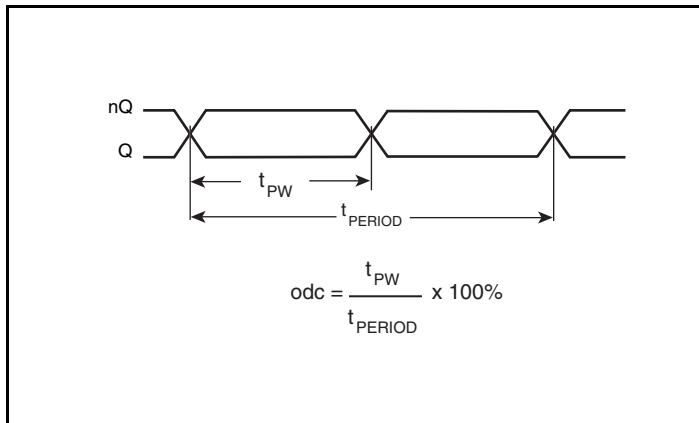 nQ
Q
tPW
tPERIOD
odc = tPW / tPERIOD x 100%